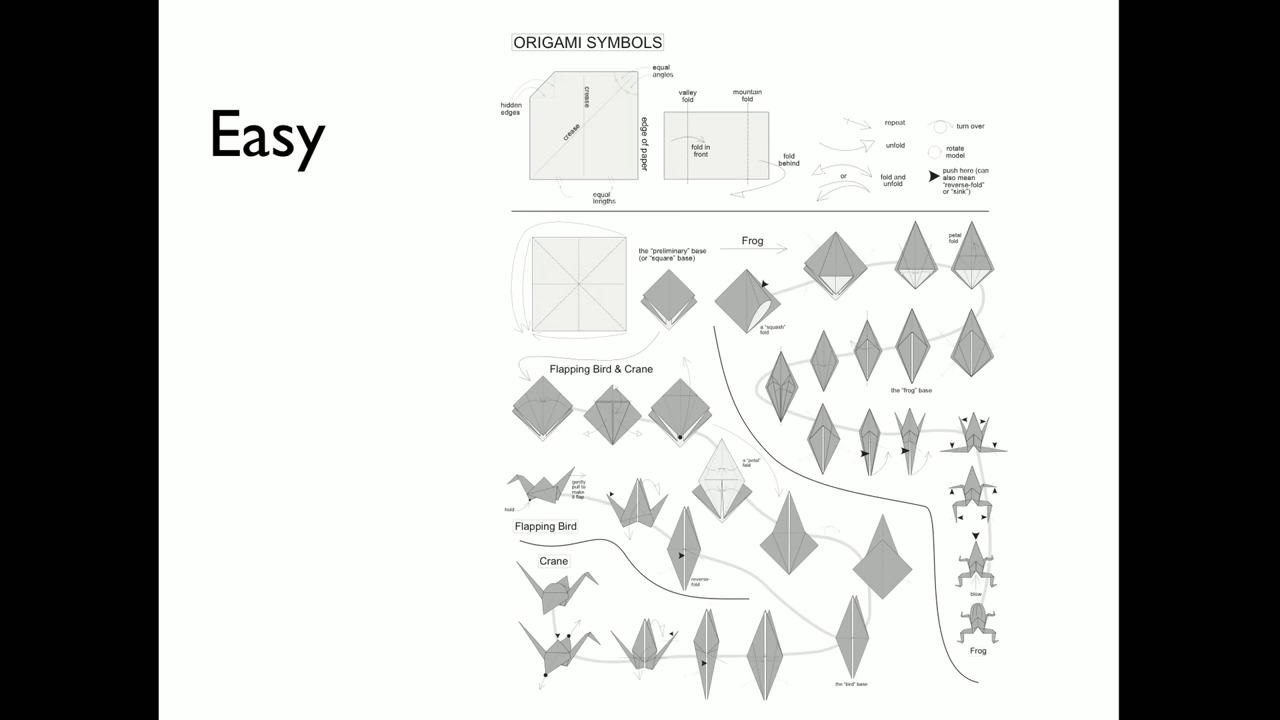 Easy
ORIGAMI SYMBOLS
equal
angles
hidden
edges
crease
crease
edge of paper
equal
lengths
valley
fold
mountain
fold
fold in
front
fold
behind
repeat
unfold
or
fold and
unfold
turn over
rotate
model
push here (can
also mean
"reverse-fold"
or "sink")
the "preliminary" base
(or "square" base)
Frog
petal
fold
a "squash"
fold
the "frog" base
Flapping Bird & Crane
a "petal"
fold
gently
pull to
make
it flap
hold
Flapping Bird
reverse-
fold
Crane
the "bird" base
blow
Frog